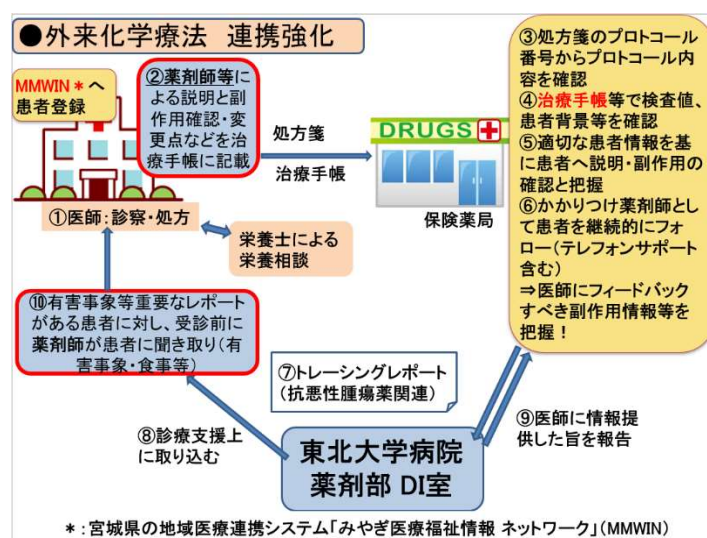 ●外来化学療法 連携強化
MMWIN*へ
患者登録
②薬剤師等に
よる説明と副
作用確認・変
更点などを治
療手帳に記載
①医師:診察・処方
栄養士による
栄養相談
処方箋
治療手帳
DRUGS
保険薬局
③処方箋のプロトコール
番号からプロトコール内
容を確認
④治療手帳等で検査値、
患者背景等を確認
⑤適切な患者情報を基
に患者へ説明・副作用の
確認と把握
⑥かかりつけ薬剤師とし
て患者を継続的にフォ
ロー(テレフォンサポート
含む)
⇒医師にフィードバック
すべき副作用情報等を
把握!
⑦トレーシングレポート
(抗悪性腫瘍薬関連)
東北大学病院
薬剤部 DI室
⑧診療支援上
に取り込む
⑨医師に情報提
供した旨を報告
⑩有害事象等重要なレポート
がある患者に対し、受診前に
薬剤師が患者に聞き取り(有
害事象・食事等)
*:宮城県の地域医療連携システム「みやぎ医療福祉情報 ネットワーク」(MMWIN)